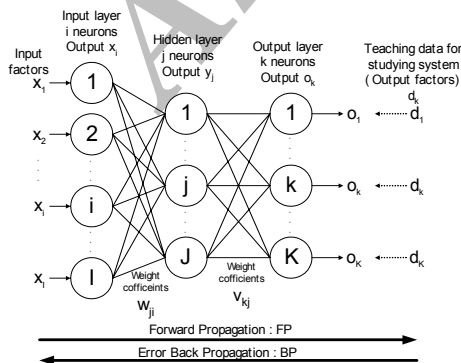 Input layer
i neurons
Output xi
Hidden layer
j neurons
Output yj
Output layer
k neurons
Output ok
Teaching data for
studying system
( Output factors)
dk
Input
factors
x1
x2
xi
xI
1
2
i
I
1
j
J
1
k
K
o1
ok
oK
d1
dk
dK
Weight
cofficeints
wji
Weight
cofficients
vkj
Forward Propagation : FP
Error Back Propagation : BP